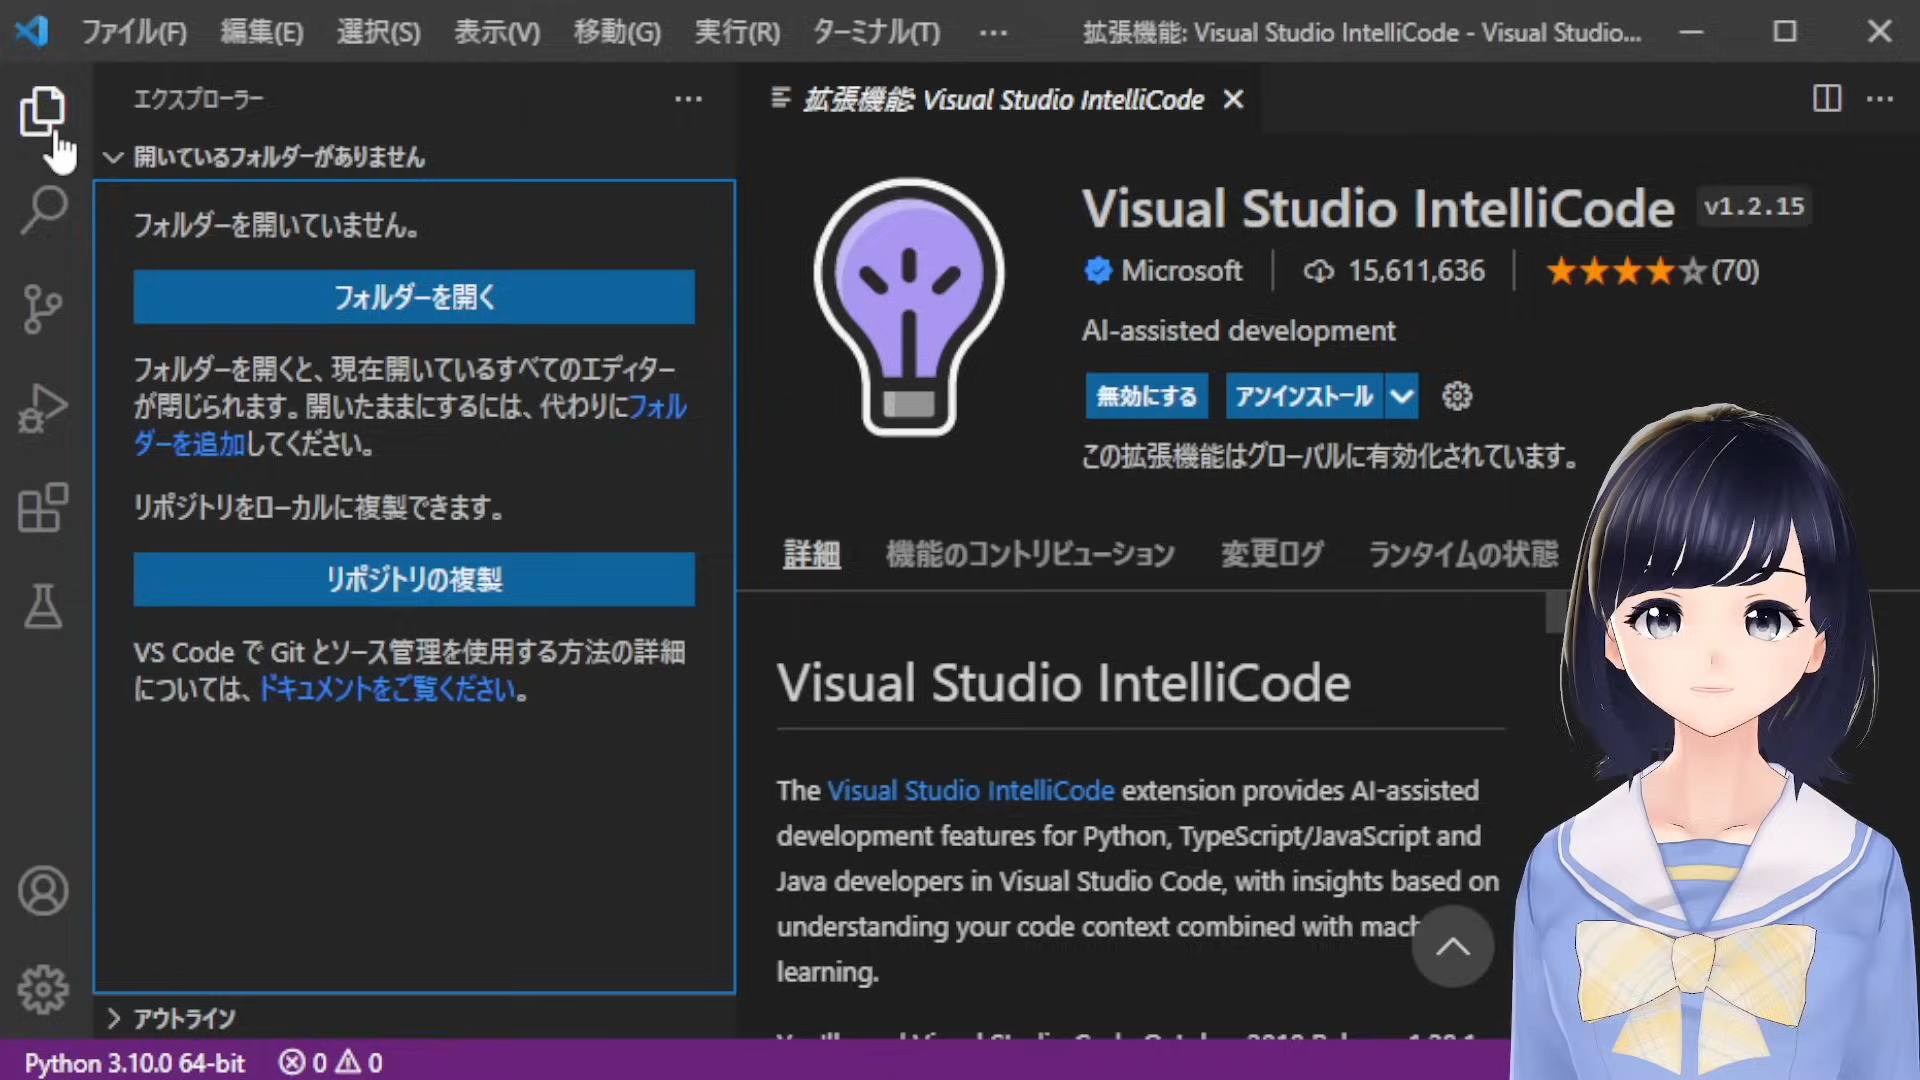 ファイル(F) 編集(E) 選択(S) 表示(V) 移動(G) 実行(R) ターミナル(T) ··· 拡張機能: Visual Studio IntelliCode - Visual Studio...
エクスプローラー
開いているフォルダーがありません
フォルダーを開いていません。
フォルダーを開く
フォルダーを開くと、現在開いているすべてのエディター
が閉じられます。開いたままにするには、代わりにフォル
ダーを追加してください。
リポジトリをローカルに複製できます。
リポジトリの複製
VS Code で Git とソース管理を使用する方法の詳細
については、ドキュメントをご覧ください。
アウトライン
拡張機能: Visual Studio IntelliCode
Visual Studio IntelliCode v1.2.15
Microsoft 15,611,636 (70)
AI-assisted development
無効にする アンインストール
この拡張機能はグローバルに有効化されています。
詳細 機能のコントリビューション 変更ログ ランタイムの状態
Visual Studio IntelliCode
The Visual Studio IntelliCode extension provides AI-assisted
development features for Python, TypeScript/JavaScript and
Java developers in Visual Studio Code, with insights based on
understanding your code context combined with mach
learning.
Python 3.10.0 64-bit 0 0